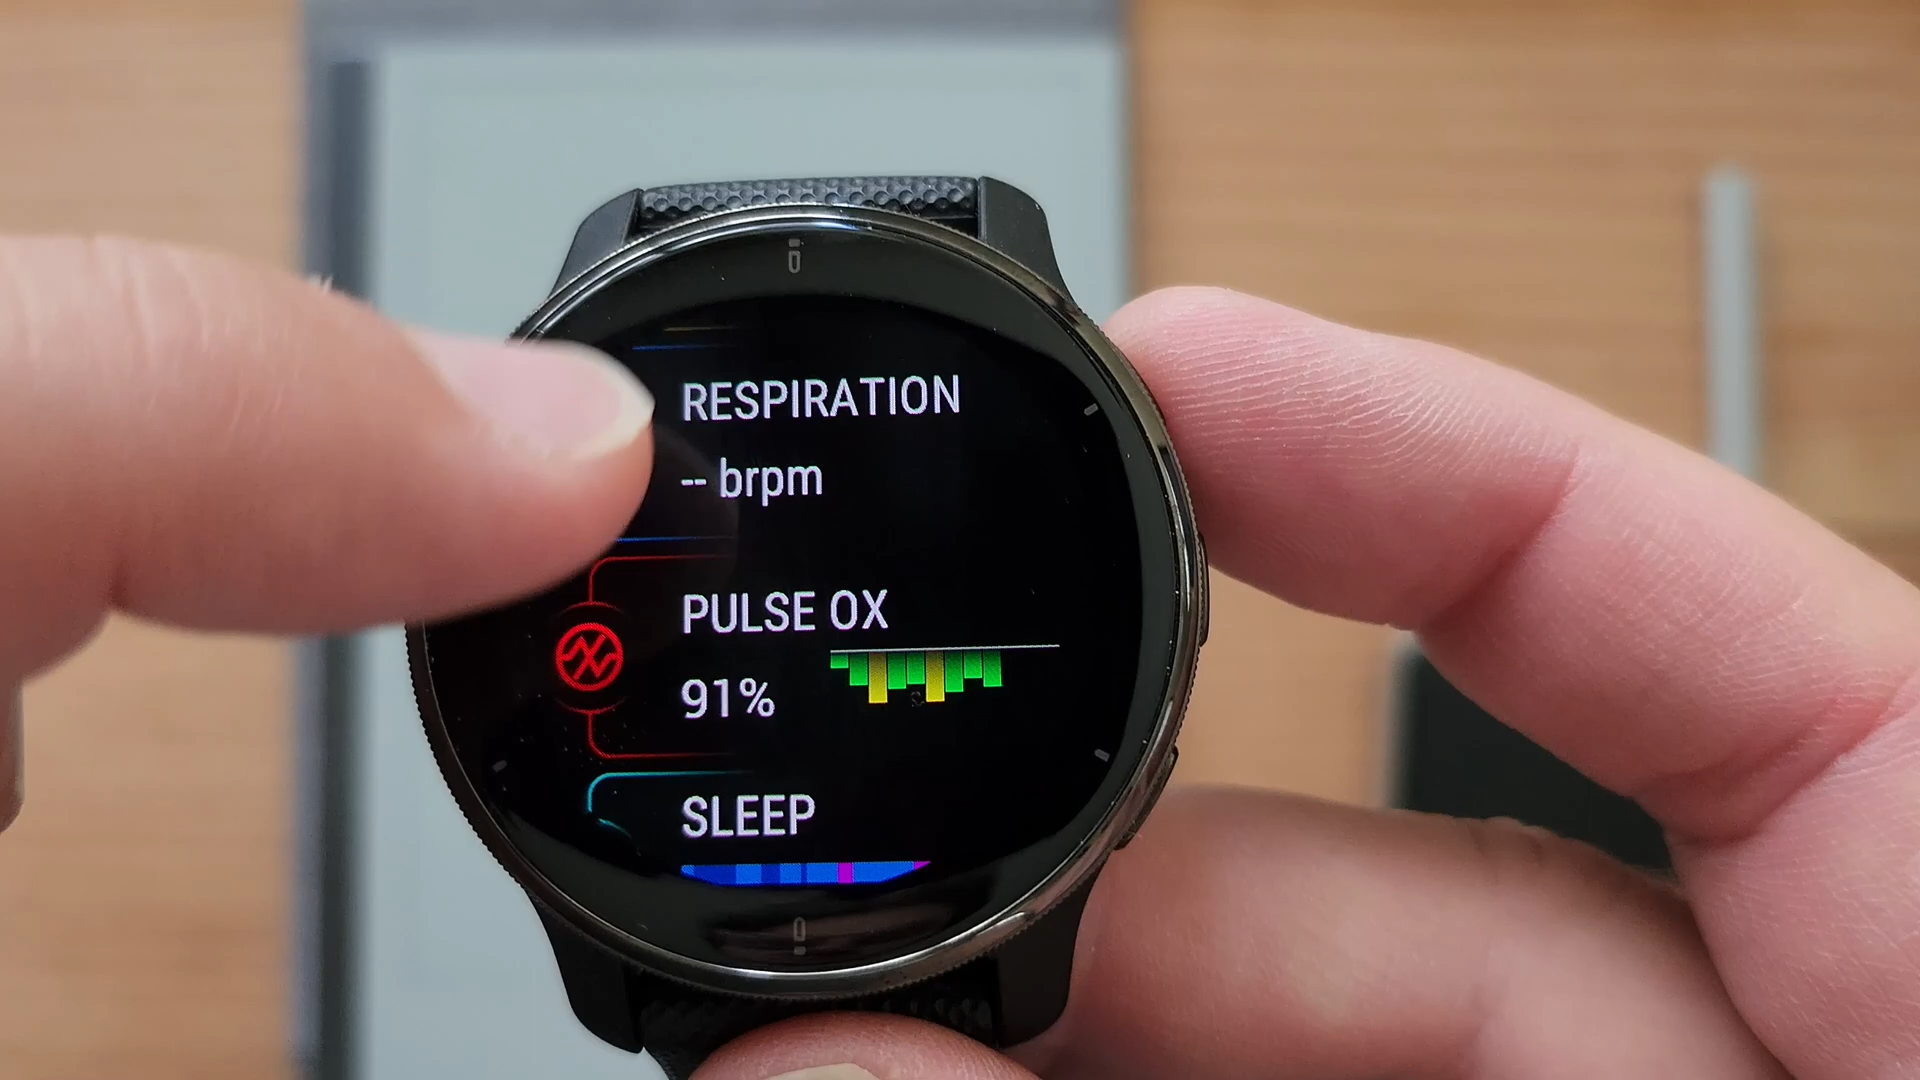 RESPIRATION
-- brpm
PULSE OX
91%
SLEEP